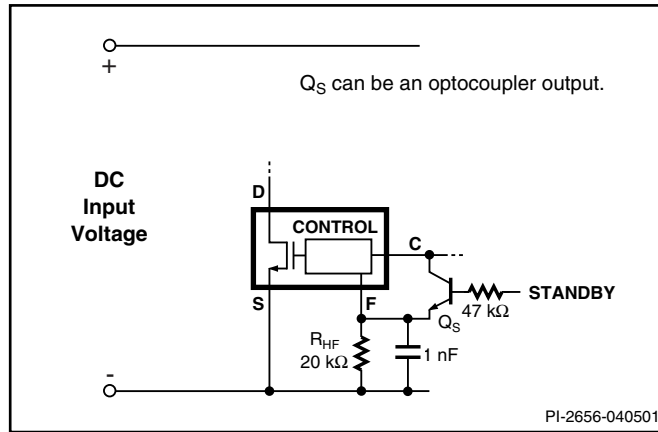 +
QS can be an optocoupler output.
DC
Input
Voltage
D
CONTROL
C
S
F
STANDBY
QS
47 kΩ
RHF
20 kΩ
1 nF
-
PI-2656-040501